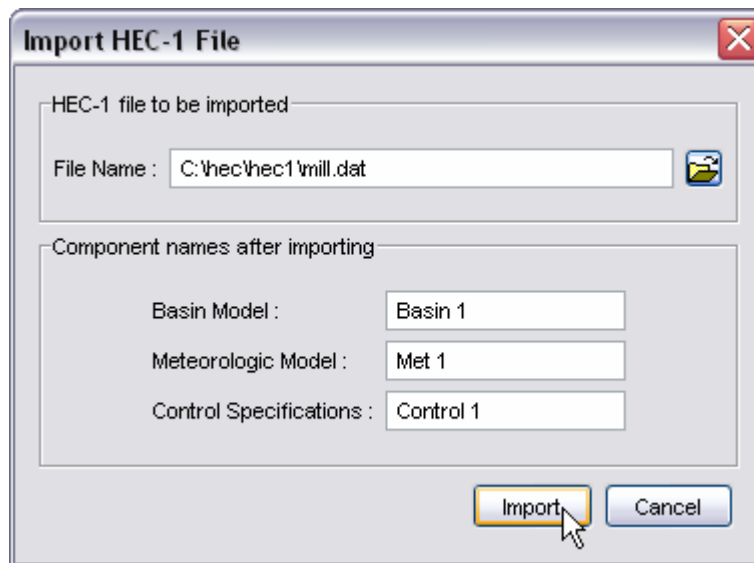 Import HEC-1 File
HEC-1 file to be imported
File Name : C:\hec\hec1\mill.dat
Component names after importing
Basin Model : Basin 1
Meteorologic Model : Met 1
Control Specifications : Control 1
Import Cancel